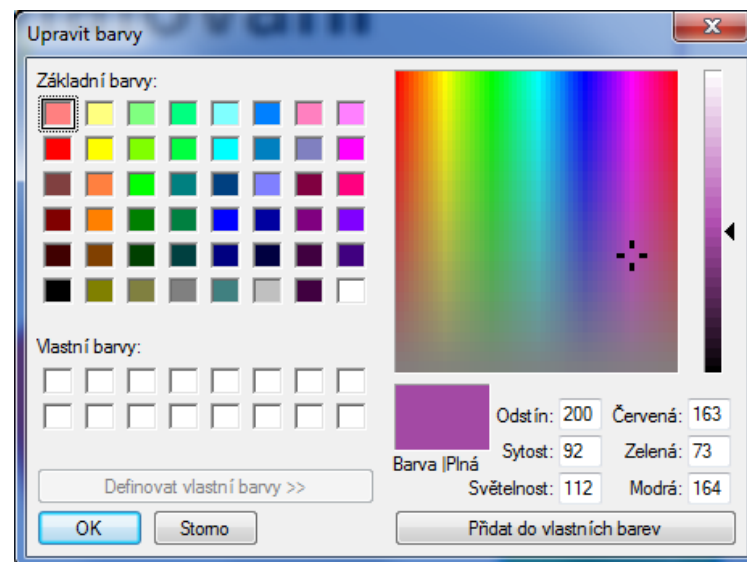 Upravit barvy
Základní barvy:
Vlastní barvy:
Definovat vlastní barvy >>
OK Storno
Barva |Plná
Odstín: 200 Červená: 163
Sytost: 92 Zelená: 73
Světelnost: 112 Modrá: 164
Přidat do vlastních barev